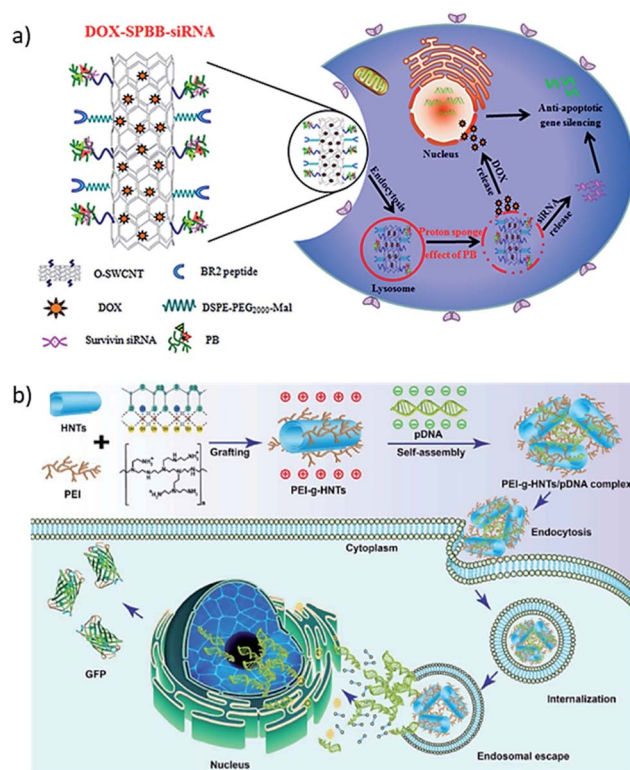 a)
DOX-SPBB-siRNA
O-SWCNT
BR2 peptide
DOX
DSPE-PEG2000-Mal
Survivin siRNA
PB
Nucleus
Anti-apoptotic
gene silencing
DOX
release
siRNA
release
Endocytosis
Proton sponge
effect of PB
Lysosome
b)
HNTs
+
PEI
Grafting
PEI-g-HNTs
pDNA
Self-assembly
PEI-g-HNTs/pDNA complex
Endocytosis
Cytoplasm
GFP
Internalization
Nucleus
Endosomal escape